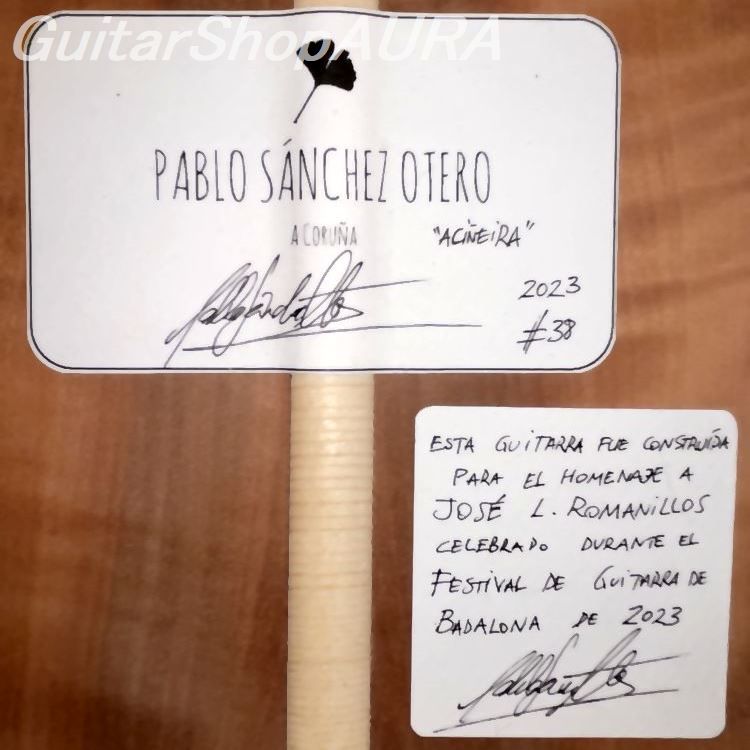 GuitarShopAURA
PABLO SÁNCHEZ OTERO
A CORUÑA
"ACIÑEIRA"
2023
#38
ESTA GUITARRA FUE CONSTRUÍDA
PARA EL HOMENAJE A
JOSÉ L. ROMANILLOS
CELEBRADO DURANTE EL
FESTIVAL DE GUITARRA DE
BADALONA DE 2023